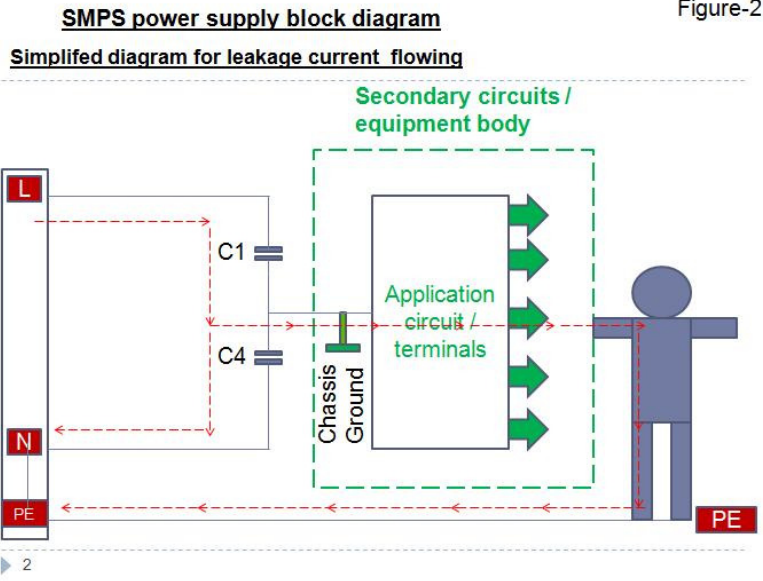 SMPS power supply block diagram
Figure-2
Simplifed diagram for leakage current flowing
Secondary circuits /
equipment body
L
C1
Application
circuit /
terminals
C4
Chassis
Ground
N
PE
PE
2